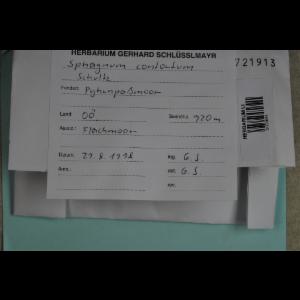 HERBARIUM GERHARD SCHLÜSSLMAYR
Sphagnum contortum
Schultz
Fundort: Pyhrnpaßmoor
Land OÖ Seehöhe 920 m
Flachmoor
Datum 29. 8. 1998 leg. G. S
det. G. S
721913